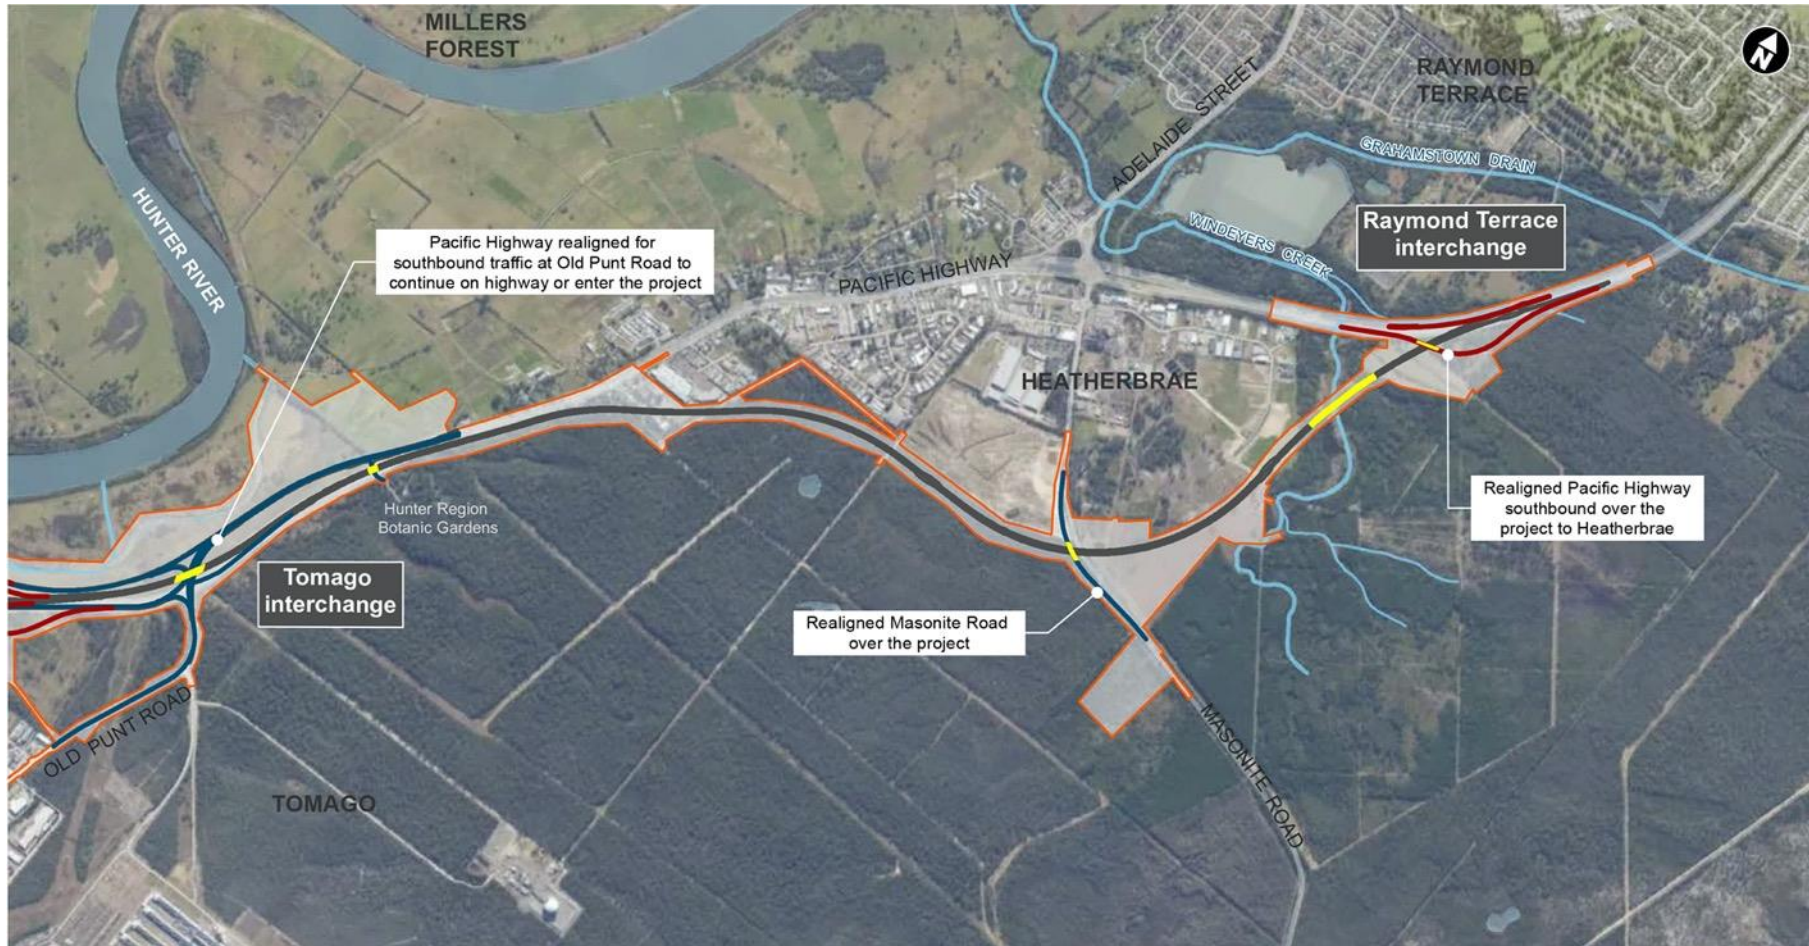 MILLERS
FOREST
RAYMOND
TERRACE
N
ADELAIDE STREET
GRAHAMSTOWN DRAIN
HUNTER RIVER
Pacific Highway realigned for
southbound traffic at Old Punt Road to
continue on highway or enter the project
WINDEYERS CREEK
Raymond Terrace
interchange
PACIFIC HIGHWAY
HEATHERBRAE
Hunter Region
Botanic Gardens
Realigned Pacific Highway
southbound over the
project to Heatherbrae
Tomago
interchange
Realigned Masonite Road
over the project
OLD PUNT ROAD
MASONITE ROAD
TOMAGO